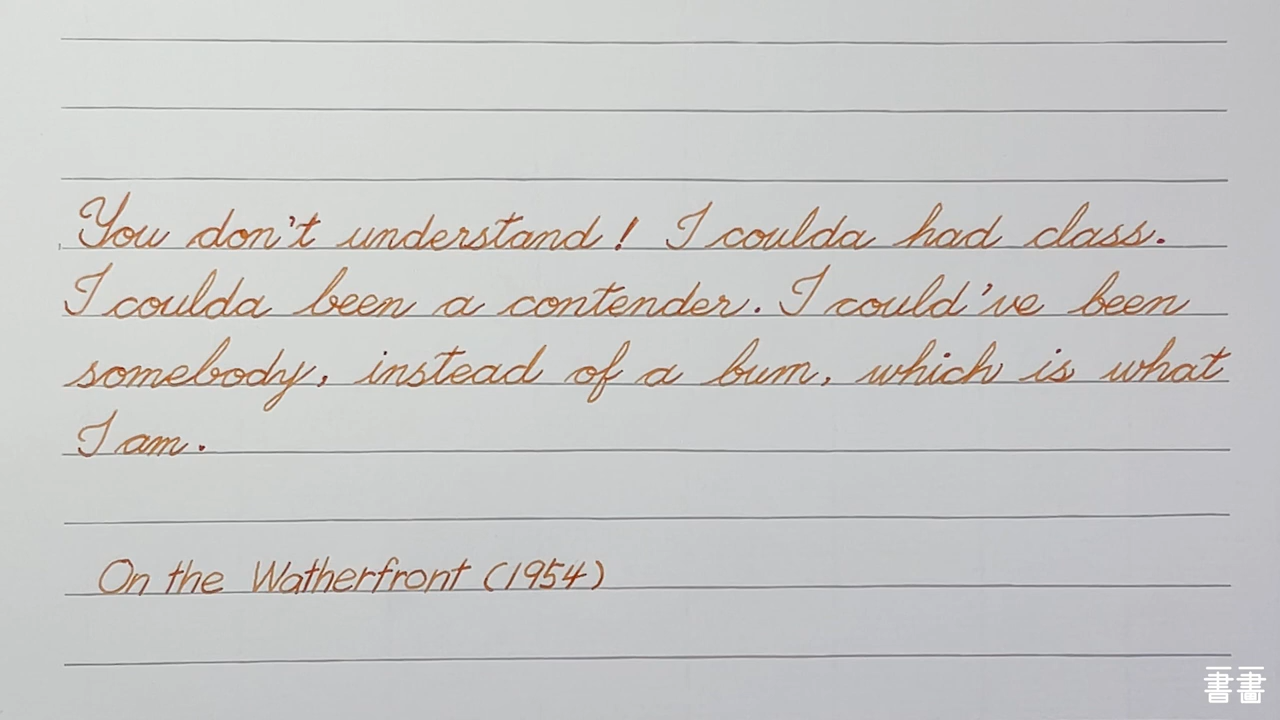 You don't understand! I coulda had class.
I coulda been a contender. I could've been
somebody, instead of a bum, which is what
I am.
On the Watherfront (1954)
書畵